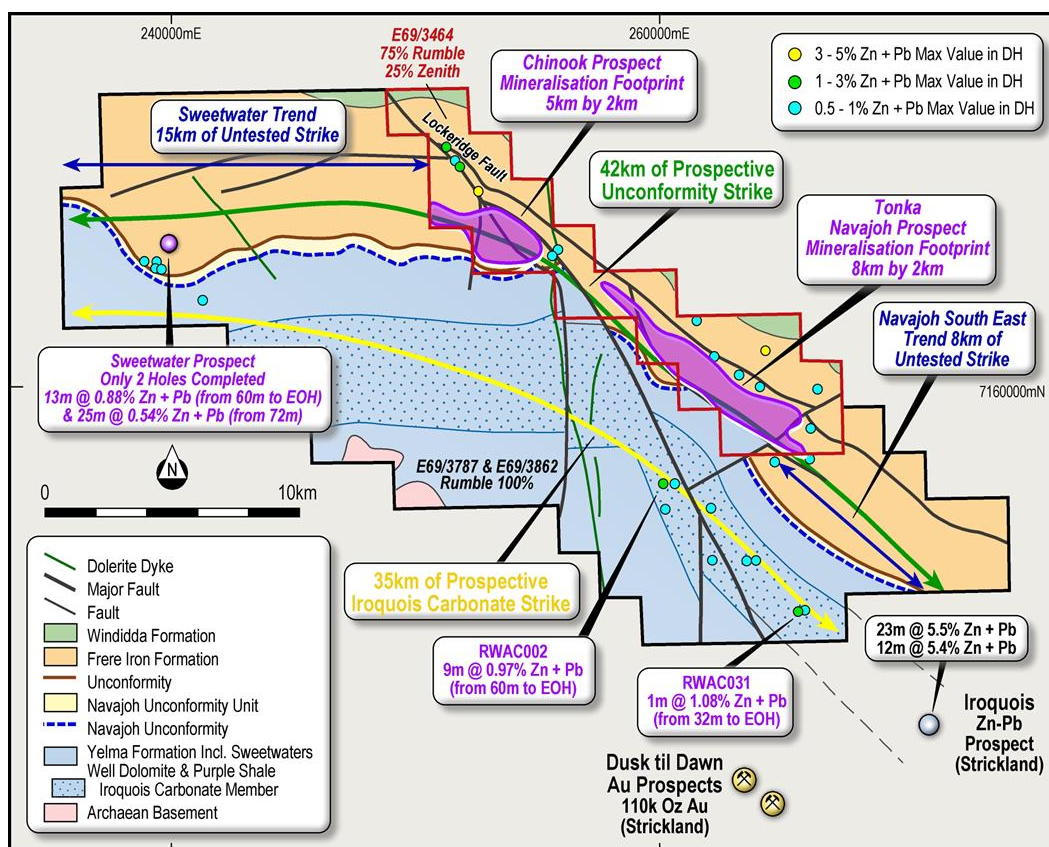 240000mE
260000mE
E69/3464
75% Rumble
25% Zenith
Chinook Prospect
Mineralisation Footprint
5km by 2km
3 - 5% Zn + Pb Max Value in DH
1 - 3% Zn + Pb Max Value in DH
0.5 - 1% Zn + Pb Max Value in DH
Sweetwater Trend
15km of Untested Strike
Lockeridge Fault
42km of Prospective
Unconformity Strike
Tonka
Navajoh Prospect
Mineralisation Footprint
8km by 2km
Navajoh South East
Trend 8km of
Untested Strike
7160000mN
Sweetwater Prospect
Only 2 Holes Completed
13m @ 0.88% Zn + Pb (from 60m to EOH)
& 25m @ 0.54% Zn + Pb (from 72m)
N
0
10km
E69/3787 & E69/3862
Rumble 100%
35km of Prospective
Iroquois Carbonate Strike
RWAC002
9m @ 0.97% Zn + Pb
(from 60m to EOH)
RWAC031
1m @ 1.08% Zn + Pb
(from 32m to EOH)
23m @ 5.5% Zn + Pb
12m @ 5.4% Zn + Pb
Iroquois
Zn-Pb
Prospect
(Strickland)
Dusk til Dawn
Au Prospects
110k Oz Au
(Strickland)
Dolerite Dyke
Major Fault
Fault
Windidda Formation
Frere Iron Formation
Unconformity
Navajoh Unconformity Unit
Navajoh Unconformity
Yelma Formation Incl. Sweetwaters
Well Dolomite & Purple Shale
Iroquois Carbonate Member
Archaean Basement